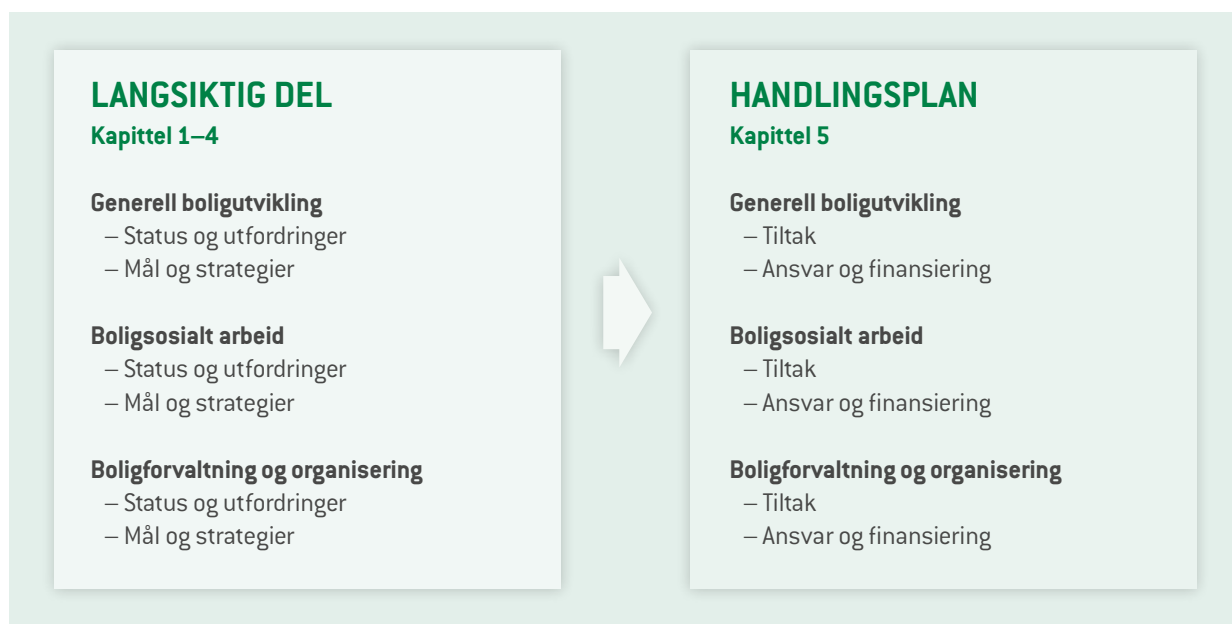 LANGSIKTIG DEL
Kapittel 1–4
Generell boligutvikling
– Status og utfordringer
– Mål og strategier
Boligsosialt arbeid
– Status og utfordringer
– Mål og strategier
Boligforvaltning og organisering
– Status og utfordringer
– Mål og strategier
HANDLINGSPLAN
Kapittel 5
Generell boligutvikling
– Tiltak
– Ansvar og finansiering
Boligsosialt arbeid
– Tiltak
– Ansvar og finansiering
Boligforvaltning og organisering
– Tiltak
– Ansvar og finansiering